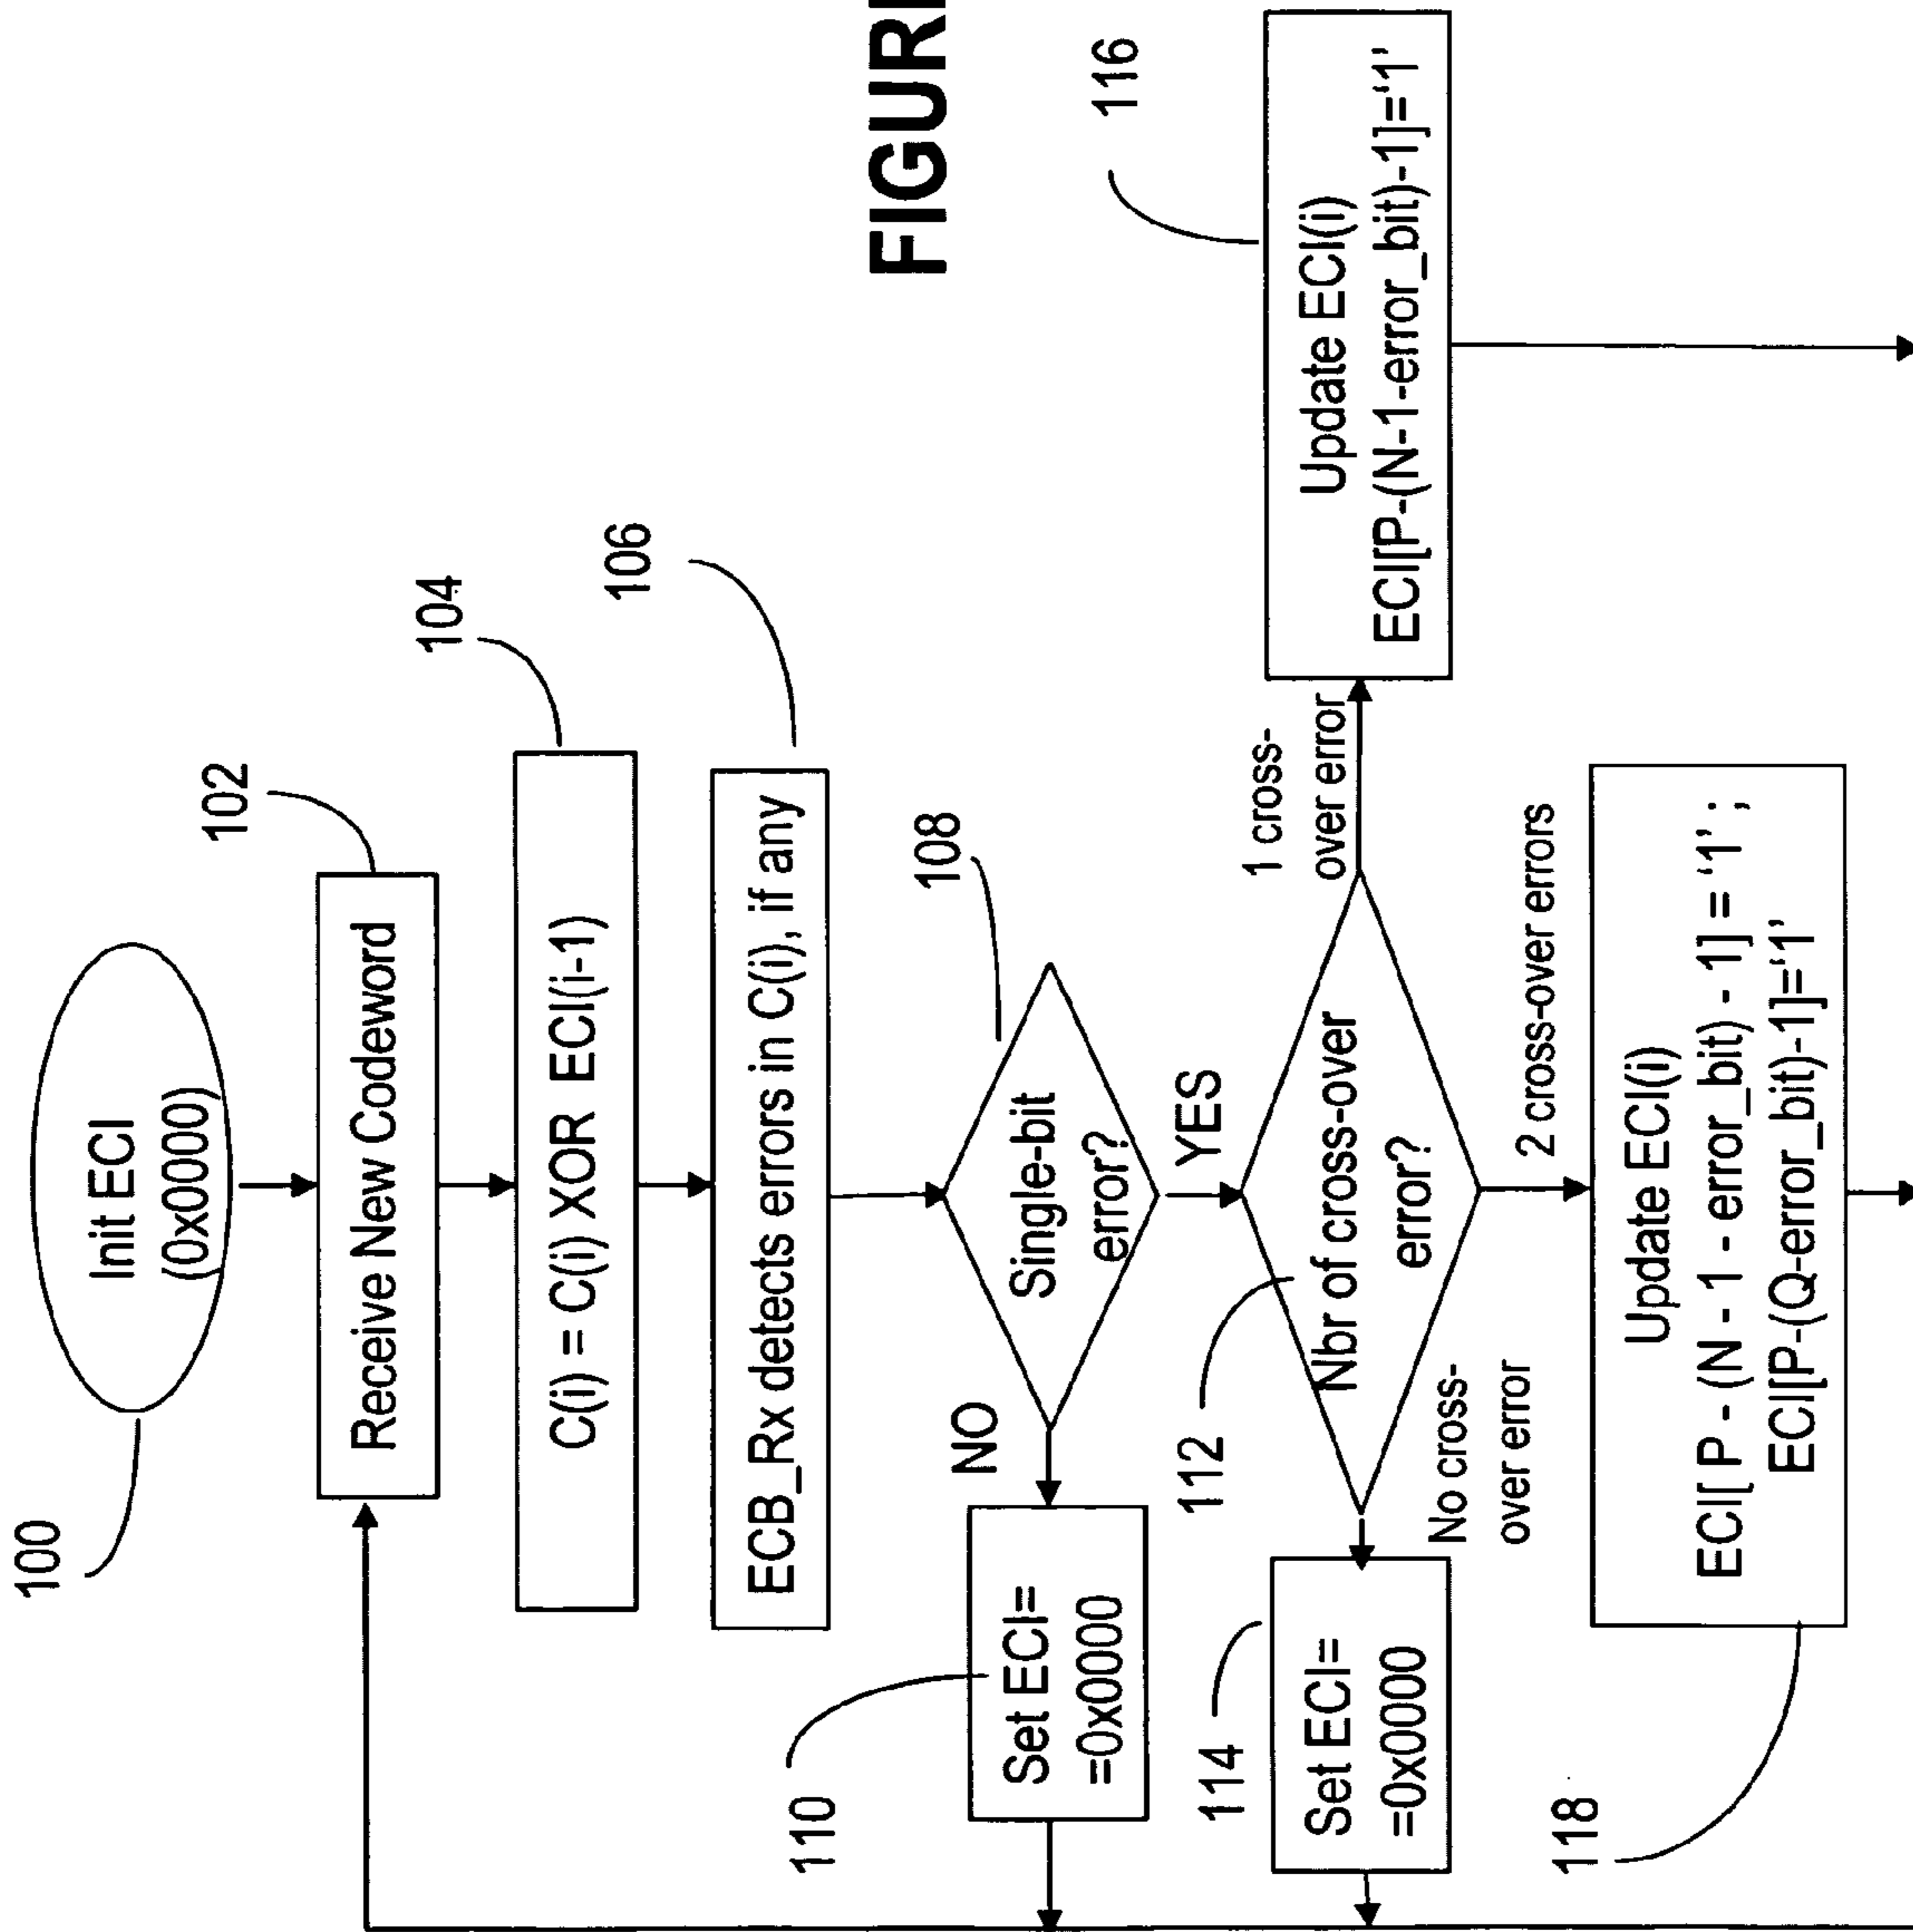 100
Init ECI
(0x0000)
102
Receive New Codeword
104
C(i) = C(i) XOR ECI(i-1)
106
ECB_Rx detects errors in C(i), if any
108
Single-bit
error?
NO
YES
110
Set ECI=
=0x0000
112
Nbr of cross-over
error?
No cross-
over error
1 cross-
over error
2 cross-over errors
114
Set ECI=
=0x0000
116
Update ECI(i)
ECI[P-(N-1-error_bit)-1]='1'
118
Update ECI(i)
ECI[ P - (N - 1 - error_bit) - 1] = '1' ;
ECI[P-(Q-error_bit)-1]='1'